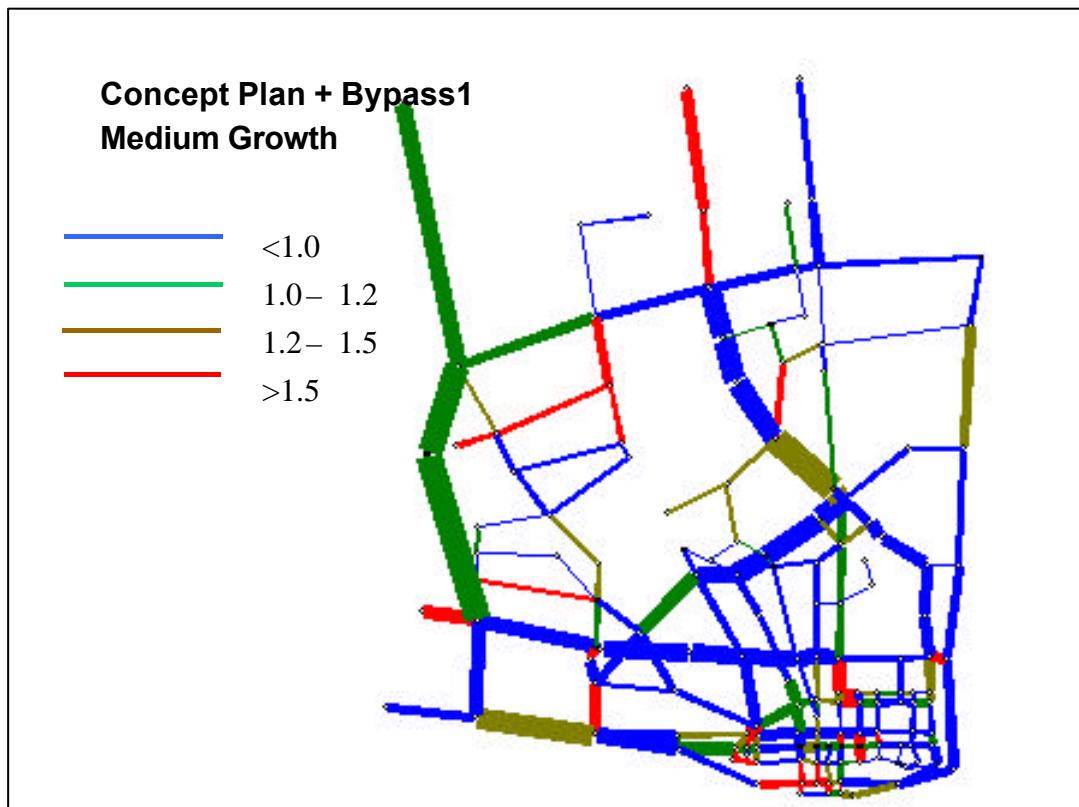 Concept Plan + Bypass1
Medium Growth
<1.0
1.0– 1.2
1.2– 1.5
>1.5